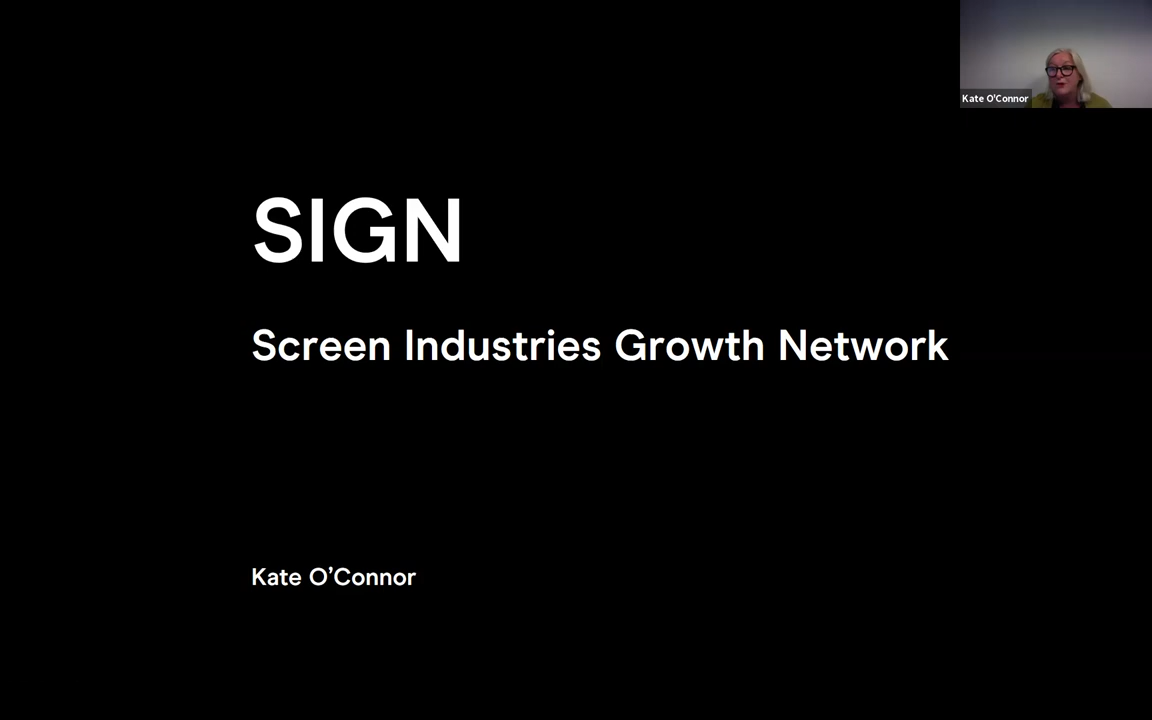 Kate O'Connor
SIGN
Screen Industries Growth Network
Kate O’Connor